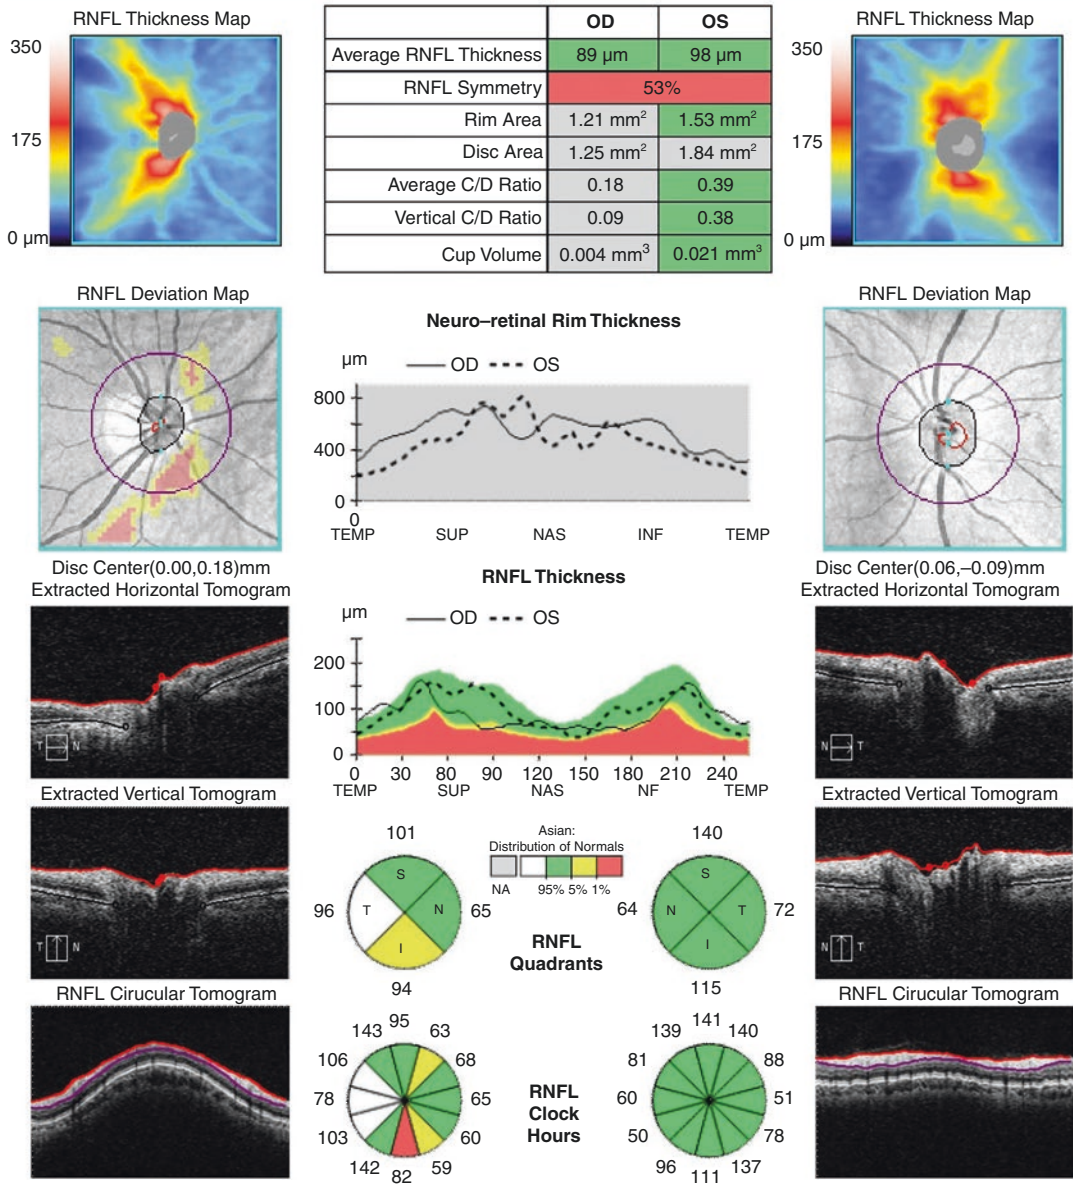 RNFL Thickness Map
350
175
0 µm
OD OS
Average RNFL Thickness 89 µm 98 µm
RNFL Symmetry 53%
Rim Area 1.21 mm² 1.53 mm²
Disc Area 1.25 mm² 1.84 mm²
Average C/D Ratio 0.18 0.39
Vertical C/D Ratio 0.09 0.38
Cup Volume 0.004 mm³ 0.021 mm³
RNFL Thickness Map
350
175
0 µm
RNFL Deviation Map
Disc Center(0.00,0.18)mm
Neuro–retinal Rim Thickness
µm
OD OS
800
400
0
0
TEMP SUP NAS INF TEMP
RNFL Deviation Map
Disc Center(0.06,–0.09)mm
Extracted Horizontal Tomogram
T N
RNFL Thickness
µm
OD OS
200
100
0
0 30 60 90 120 150 180 210 240
TEMP SUP NAS NF TEMP
Extracted Horizontal Tomogram
N T
Extracted Vertical Tomogram
T N
101
96 65
94
S
T N
I
Asian:
Distribution of Normals
NA 95% 5% 1%
RNFL
Quadrants
140
64 72
115
S
N T
I
Extracted Vertical Tomogram
N T
RNFL Cirucular Tomogram
95
143 63
106 68
78 65
103 60
142 59
82
RNFL
Clock
Hours
141
139 140
81 88
60 51
50 78
96 137
111
RNFL Cirucular Tomogram